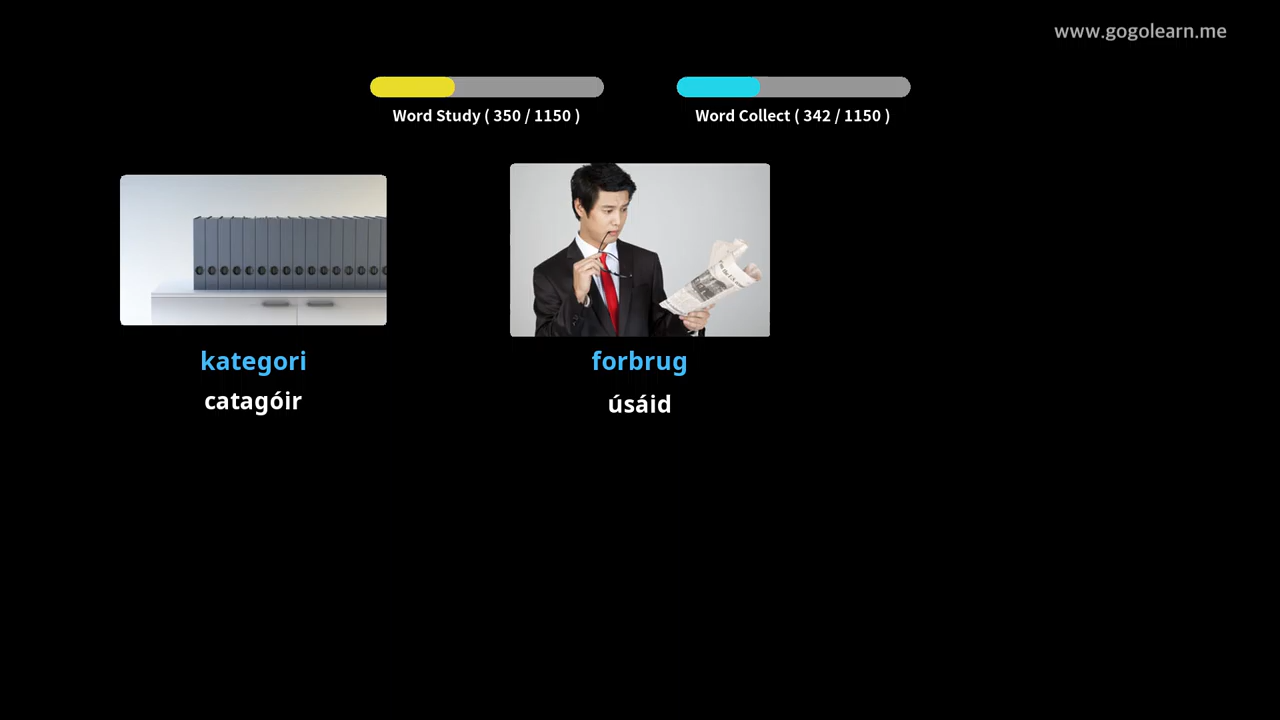 www.gogolearn.me
Word Study ( 350 / 1150 )
Word Collect ( 342 / 1150 )
kategori
catagóir
forbrug
úsáid